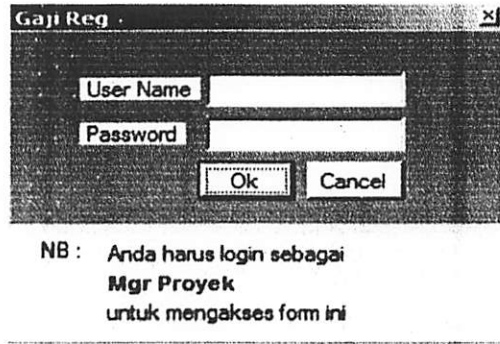 Gaji Reg
User Name
Password
Ok Cancel
NB : Anda harus login sebagai
Mgr Proyek
untuk mengakses form ini